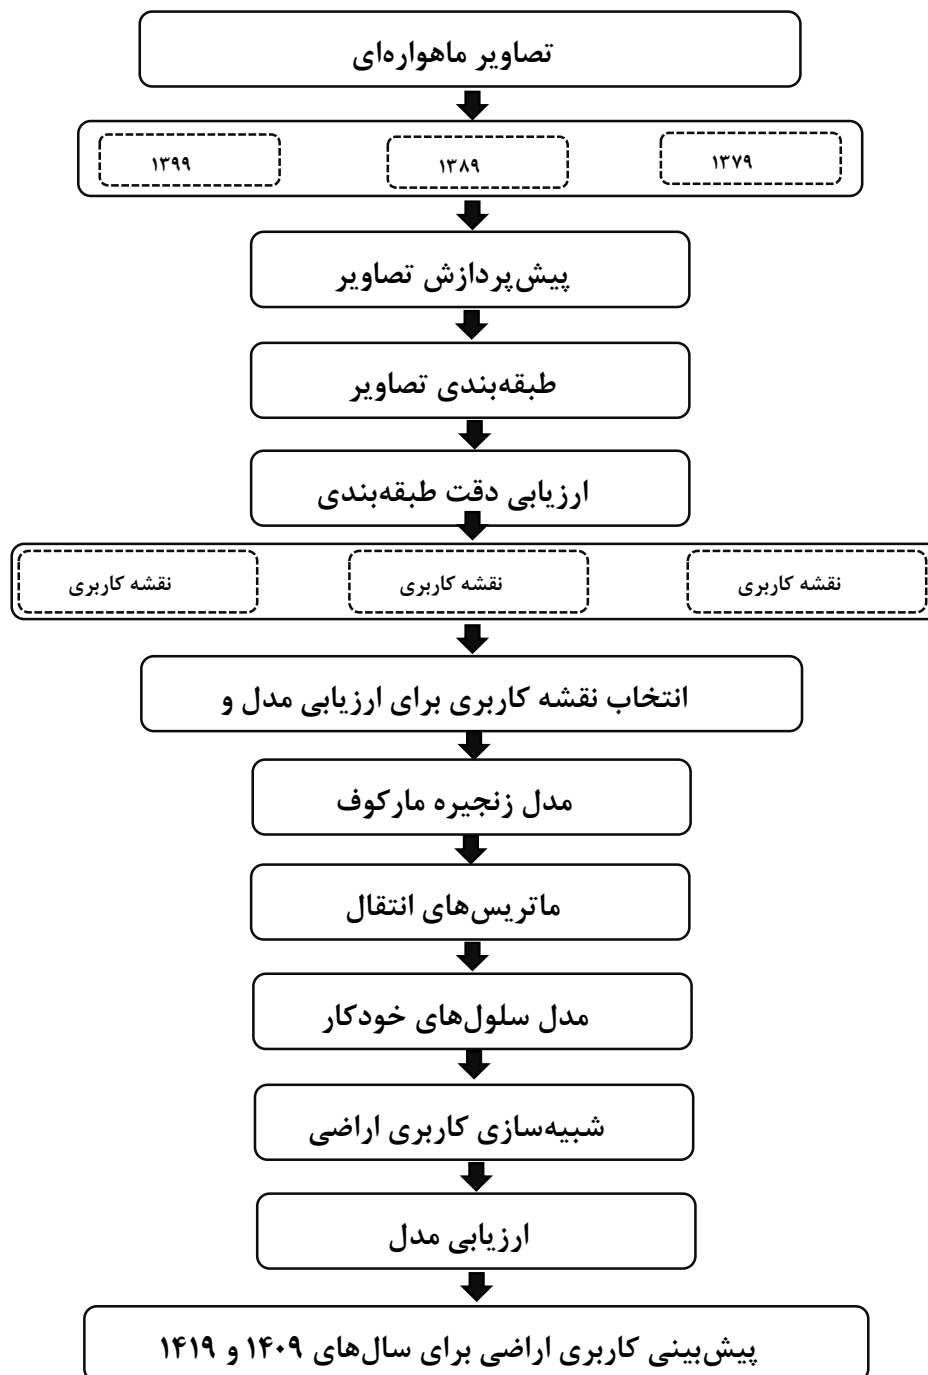 تصاویر ماهواره‌ای
۱۳۷۹
۱۳۸۹
۱۳۹۹
پیش‌پردازش تصاویر
طبقه‌بندی تصاویر
ارزیابی دقت طبقه‌بندی
نقشه کاربری
نقشه کاربری
نقشه کاربری
انتخاب نقشه کاربری برای ارزیابی مدل و
مدل زنجیره مارکوف
ماتریس‌های انتقال
مدل سلول‌های خودکار
شبیه‌سازی کاربری اراضی
ارزیابی مدل
پیش‌بینی کاربری اراضی برای سال‌های ۱۴۰۹ و ۱۴۱۹